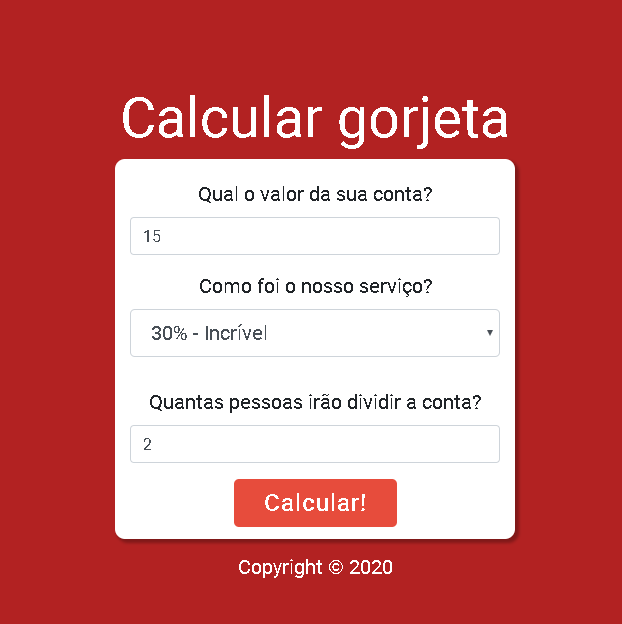 Calcular gorjeta
Qual o valor da sua conta?
15
Como foi o nosso serviço?
30% - Incrível
Quantas pessoas irão dividir a conta?
2
Calcular!
Copyright © 2020